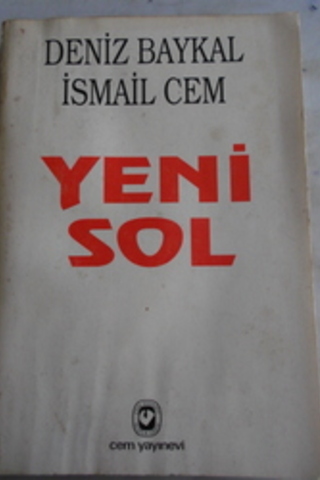 DENİZ BAYKAL
İSMAİL CEM
YENİ
SOL
cem yayınevi